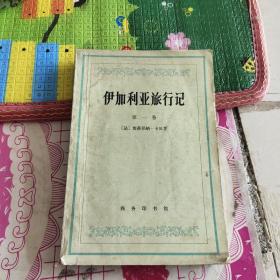 伊加利亚旅行记
第一卷
〔法〕埃蒂耶纳·卡贝著
商务印书馆